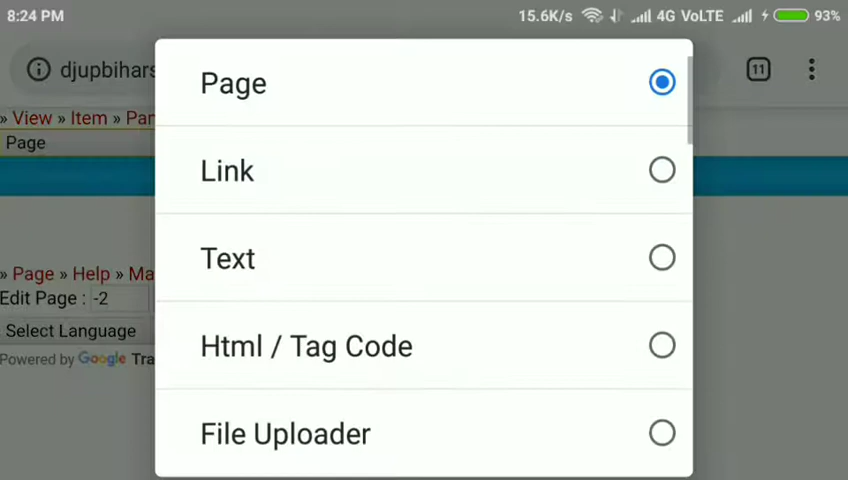 8:24 PM 15.6K/s 4G VoLTE 93%
djupbihars 11
» View » Item » Pan
Page
Page
Link
Text
Html / Tag Code
File Uploader
» Page » Help » Ma
Edit Page : -2
Select Language
Powered by Google Tra